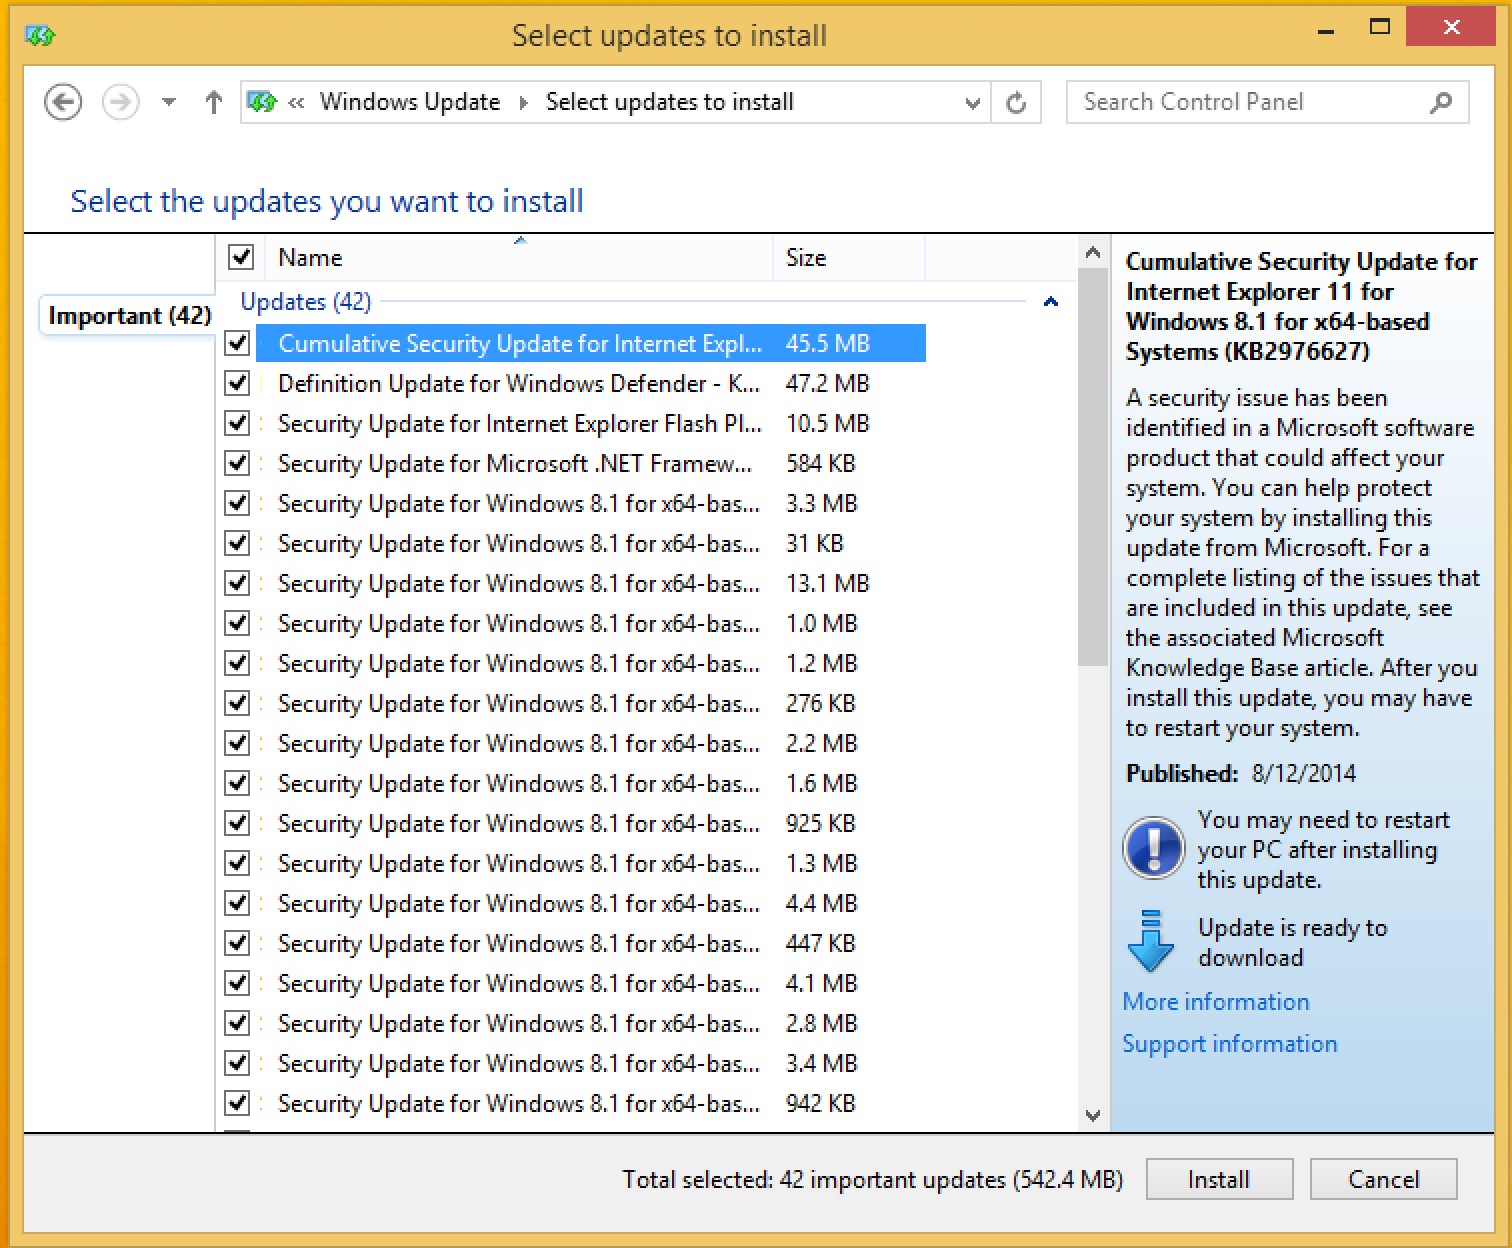 Select updates to install
« Windows Update ▸ Select updates to install
Search Control Panel
Select the updates you want to install
Name Size
Important (42)
Updates (42)
Cumulative Security Update for Internet Expl... 45.5 MB
Definition Update for Windows Defender - K... 47.2 MB
Security Update for Internet Explorer Flash Pl... 10.5 MB
Security Update for Microsoft .NET Framew... 584 KB
Security Update for Windows 8.1 for x64-bas... 3.3 MB
Security Update for Windows 8.1 for x64-bas... 31 KB
Security Update for Windows 8.1 for x64-bas... 13.1 MB
Security Update for Windows 8.1 for x64-bas... 1.0 MB
Security Update for Windows 8.1 for x64-bas... 1.2 MB
Security Update for Windows 8.1 for x64-bas... 276 KB
Security Update for Windows 8.1 for x64-bas... 2.2 MB
Security Update for Windows 8.1 for x64-bas... 1.6 MB
Security Update for Windows 8.1 for x64-bas... 925 KB
Security Update for Windows 8.1 for x64-bas... 1.3 MB
Security Update for Windows 8.1 for x64-bas... 4.4 MB
Security Update for Windows 8.1 for x64-bas... 447 KB
Security Update for Windows 8.1 for x64-bas... 4.1 MB
Security Update for Windows 8.1 for x64-bas... 2.8 MB
Security Update for Windows 8.1 for x64-bas... 3.4 MB
Security Update for Windows 8.1 for x64-bas... 942 KB
Cumulative Security Update for
Internet Explorer 11 for
Windows 8.1 for x64-based
Systems (KB2976627)
A security issue has been
identified in a Microsoft software
product that could affect your
system. You can help protect
your system by installing this
update from Microsoft. For a
complete listing of the issues that
are included in this update, see
the associated Microsoft
Knowledge Base article. After you
install this update, you may have
to restart your system.
Published: 8/12/2014
You may need to restart
your PC after installing
this update.
Update is ready to
download
More information
Support information
Total selected: 42 important updates (542.4 MB)
Install
Cancel